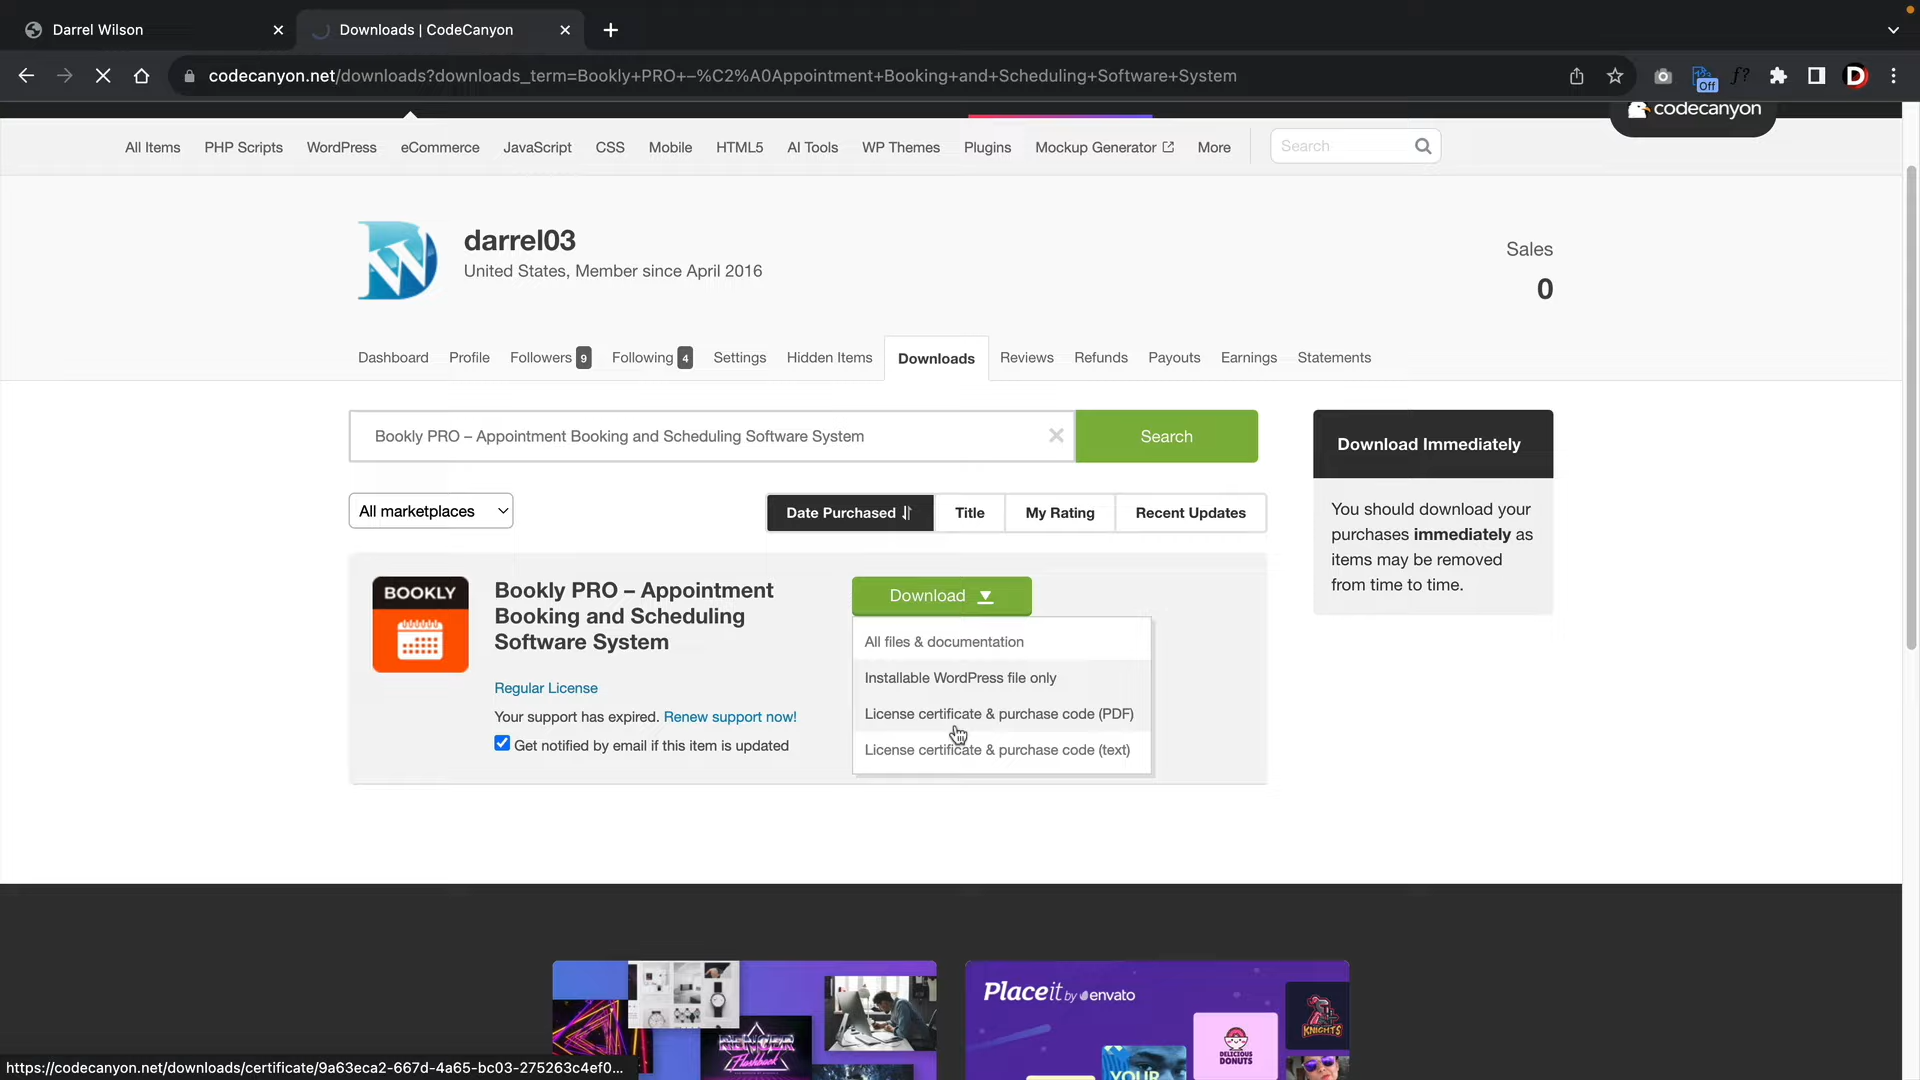 Darrel Wilson
Downloads | CodeCanyon
codecanyon.net/downloads?downloads_term=Bookly+PRO+–%C2%A0Appointment+Booking+and+Scheduling+Software+System
Off
f?
D
codecanyon
All Items PHP Scripts WordPress eCommerce JavaScript CSS Mobile HTML5 AI Tools WP Themes Plugins Mockup Generator More Search
darrel03
United States, Member since April 2016
Sales
0
Dashboard Profile Followers 9 Following 4 Settings Hidden Items Downloads Reviews Refunds Payouts Earnings Statements
Bookly PRO – Appointment Booking and Scheduling Software System
Search
All marketplaces
Date Purchased Title My Rating Recent Updates
Download Immediately
You should download your
purchases immediately as
items may be removed
from time to time.
BOOKLY
Bookly PRO – Appointment
Booking and Scheduling
Software System
Regular License
Your support has expired. Renew support now!
Get notified by email if this item is updated
Download
All files & documentation
Installable WordPress file only
License certificate & purchase code (PDF)
License certificate & purchase code (text)
RENDER
Flashback
Placeit by envato
KNIGHTS
DELICIOUS
DONUTS
YOUR
https://codecanyon.net/downloads/certificate/9a63eca2-667d-4a65-bc03-275263c4ef0...